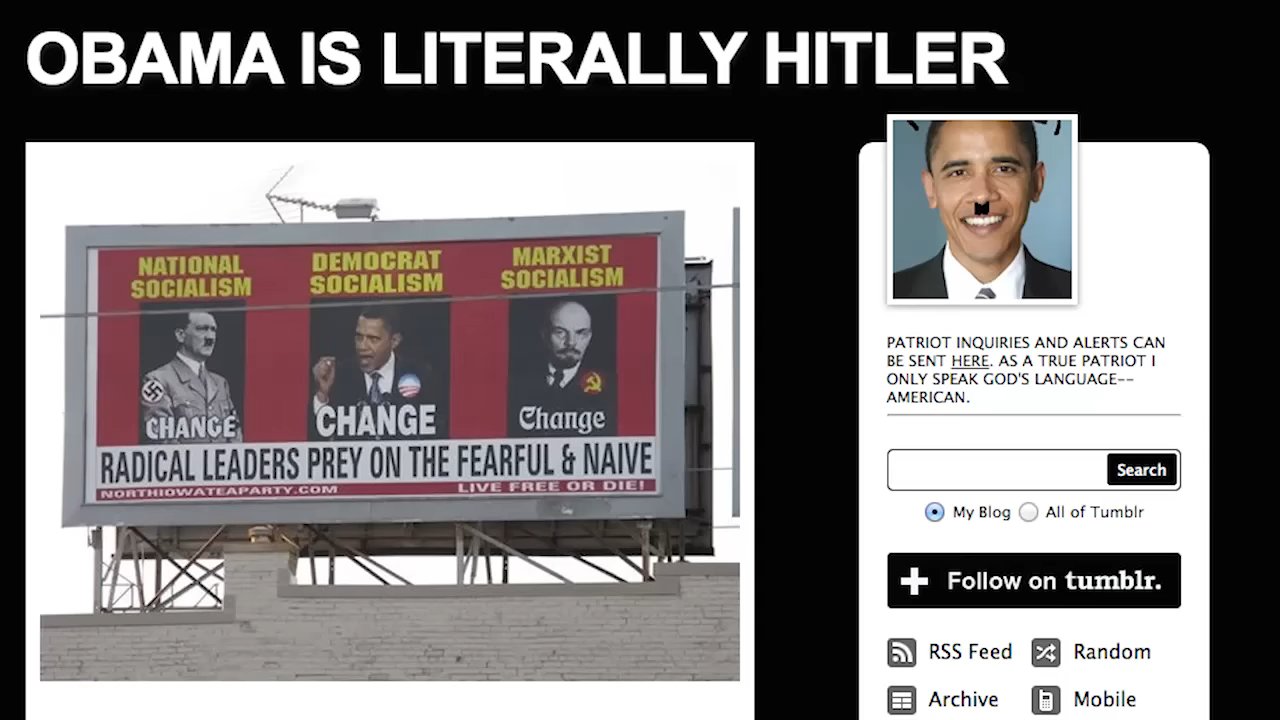 OBAMA IS LITERALLY HITLER
NATIONAL
SOCIALISM
DEMOCRAT
SOCIALISM
MARXIST
SOCIALISM
CHANGE
CHANGE
Change
RADICAL LEADERS PREY ON THE FEARFUL & NAIVE
NORTHIOWATEAPARTY.COM
LIVE FREE OR DIE!
PATRIOT INQUIRIES AND ALERTS CAN
BE SENT HERE. AS A TRUE PATRIOT I
ONLY SPEAK GOD'S LANGUAGE--
AMERICAN.
Search
My Blog
All of Tumblr
Follow on tumblr.
RSS Feed
Random
Archive
Mobile